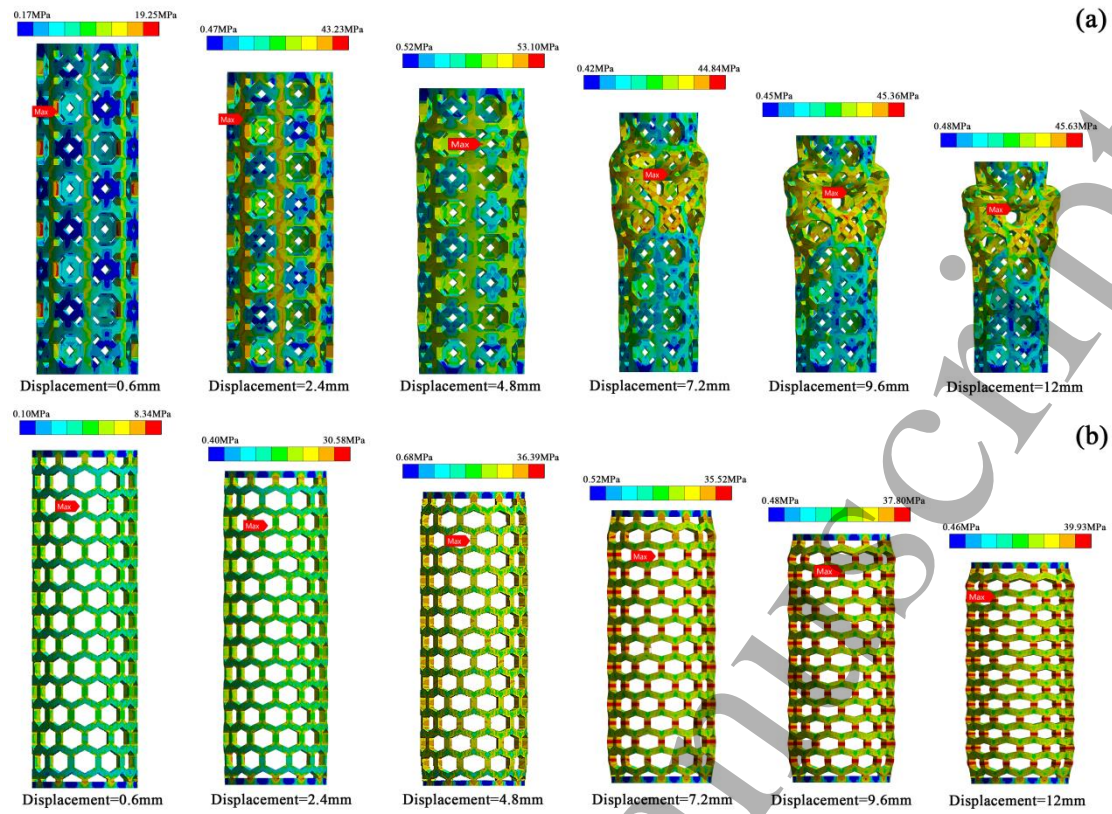 (a)
0.17MPa 19.25MPa
0.47MPa 43.23MPa
0.52MPa 53.10MPa
0.42MPa 44.84MPa
0.45MPa 45.36MPa
0.48MPa 45.63MPa
Max
Max
Max
Max
Max
Max
Displacement=0.6mm
Displacement=2.4mm
Displacement=4.8mm
Displacement=7.2mm
Displacement=9.6mm
Displacement=12mm
(b)
0.10MPa 8.34MPa
0.40MPa 30.58MPa
0.68MPa 36.39MPa
0.52MPa 35.52MPa
0.48MPa 37.80MPa
0.46MPa 39.93MPa
Max
Max
Max
Max
Max
Max
Displacement=0.6mm
Displacement=2.4mm
Displacement=4.8mm
Displacement=7.2mm
Displacement=9.6mm
Displacement=12mm